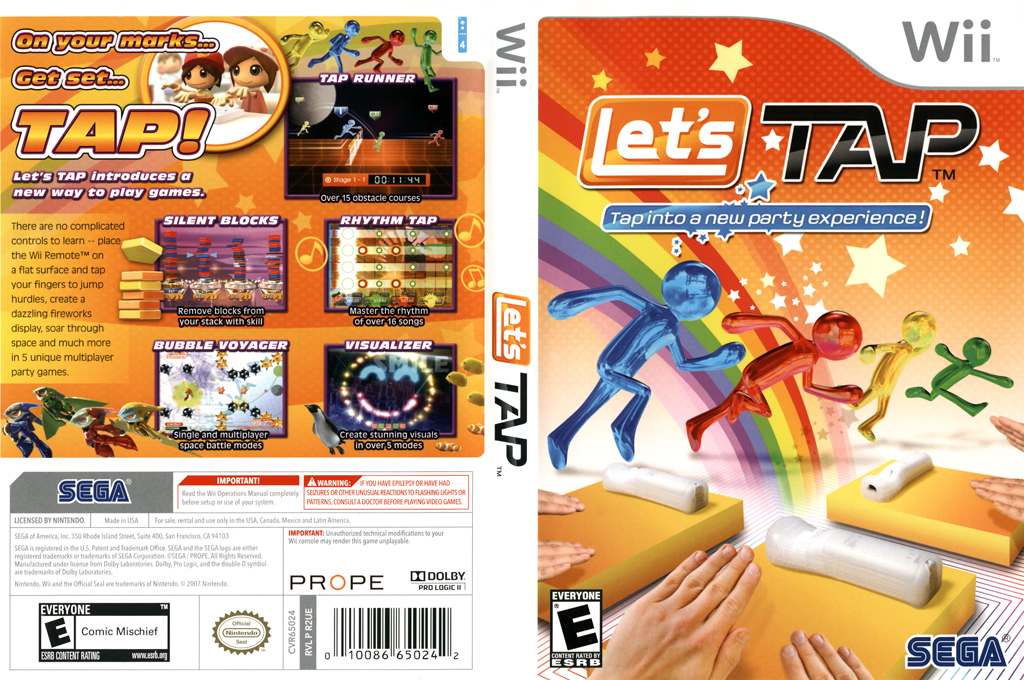 On your marks...
Get set...
TAP!
Let's TAP introduces a
new way to play games.
There are no complicated
controls to learn -- place
the Wii Remote™ on
a flat surface and tap
your fingers to jump
hurdles, create a
dazzling fireworks
display, soar through
space and much more
in 5 unique multiplayer
party games.
4
TAP RUNNER
Stage 1 - 1 00:11:44
Over 15 obstacle courses
SILENT BLOCKS
Remove blocks from
your stack with skill
RHYTHM TAP
Master the rhythm
of over 16 songs
BUBBLE VOYAGER
Single and multiplayer
space battle modes
VISUALIZER
Create stunning visuals
in over 5 modes
SEGA®
IMPORTANT!
Read the Wii Operations Manual completely
before setup or use of your system.
WARNING: IF YOU HAVE EPILEPSY OR HAVE HAD
SEIZURES OR OTHER UNUSUAL REACTIONS TO FLASHING LIGHTS OR
PATTERNS, CONSULT A DOCTOR BEFORE PLAYING VIDEO GAMES.
LICENSED BY NINTENDO.
Made in USA
For sale, rental and use only in the USA, Canada, Mexico and Latin America.
SEGA of America, Inc. 350 Rhode Island Street, Suite 400, San Francisco, CA 94103
SEGA is registered in the U.S. Patent and Trademark Office. SEGA and the SEGA logo are either
registered trademarks or trademarks of SEGA Corporation. ©SEGA / PROPE. All Rights Reserved.
Manufactured under license from Dolby Laboratories. Dolby, Pro Logic, and the double-D symbol
are trademarks of Dolby Laboratories.
Nintendo, Wii and the Official Seal are trademarks of Nintendo. © 2007 Nintendo.
IMPORTANT: Unauthorized technical modifications to your
Wii console may render this game unplayable.
PROPE
DOLBY
PRO LOGIC II
EVERYONE ™
E
®
Comic Mischief
ESRB CONTENT RATING www.esrb.org
Official
Nintendo
Seal
CVR65024
RVL P R2UE
0 10086 65024 2
Wii™
Let's TAP™
Wii™
Let's TAP™
Tap into a new party experience!
EVERYONE
E
®
CONTENT RATED BY
ESRB
SEGA®